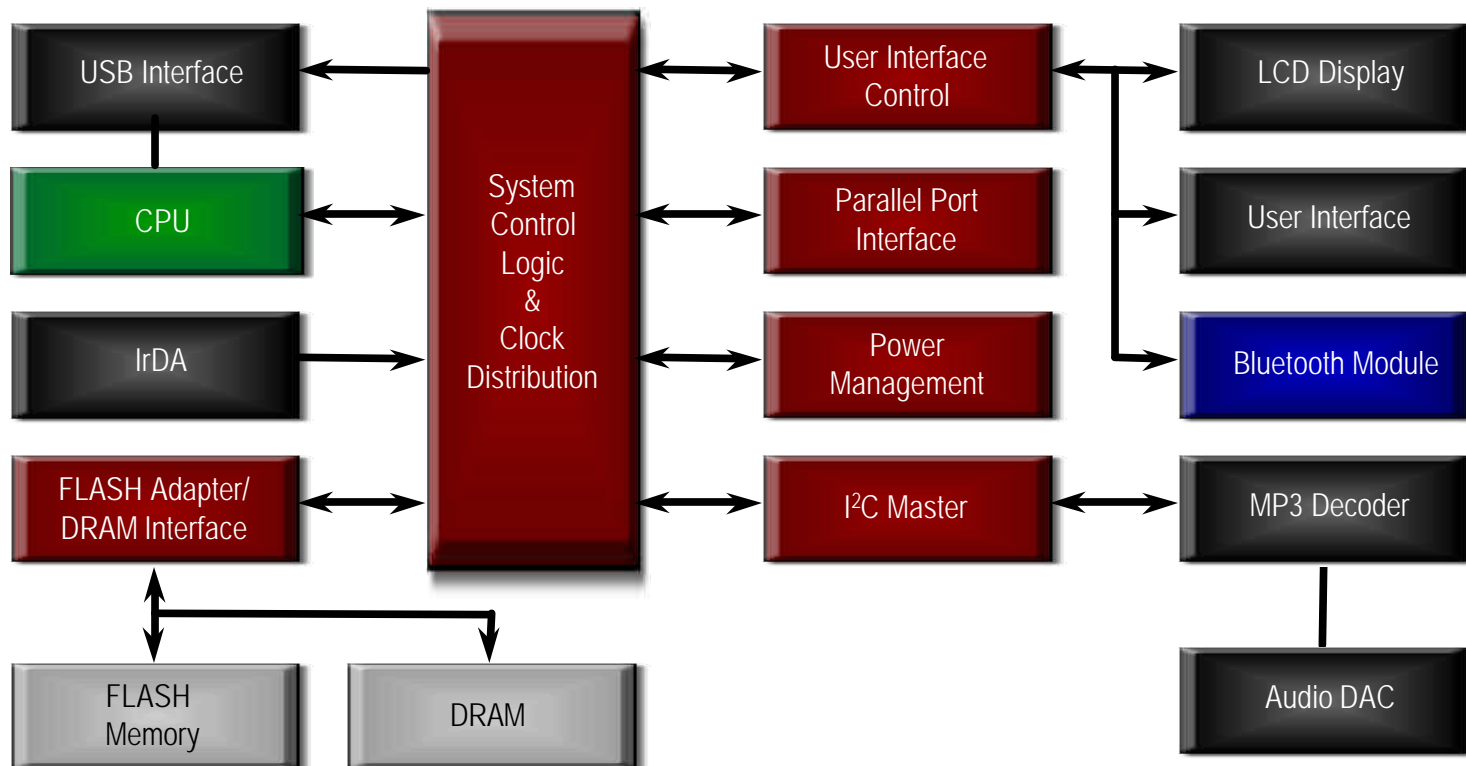 USB Interface
CPU
IrDA
FLASH Adapter/
DRAM Interface
FLASH
Memory
DRAM
System
Control
Logic
&
Clock
Distribution
User Interface
Control
Parallel Port
Interface
Power
Management
I²C Master
LCD Display
User Interface
Bluetooth Module
MP3 Decoder
Audio DAC